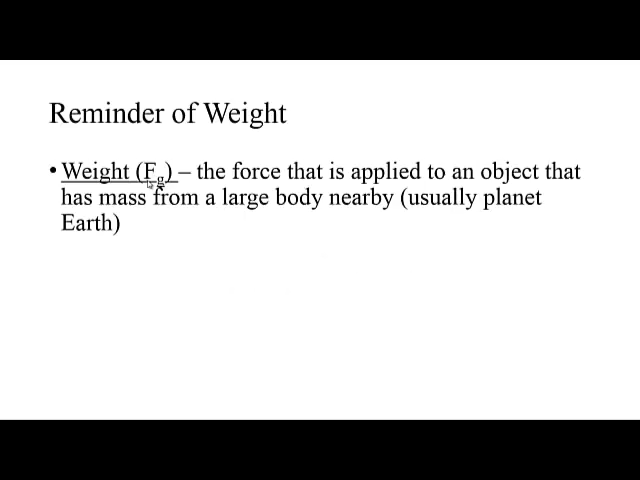 Reminder of Weight
• Weight (Fg) – the force that is applied to an object that
has mass from a large body nearby (usually planet
Earth)